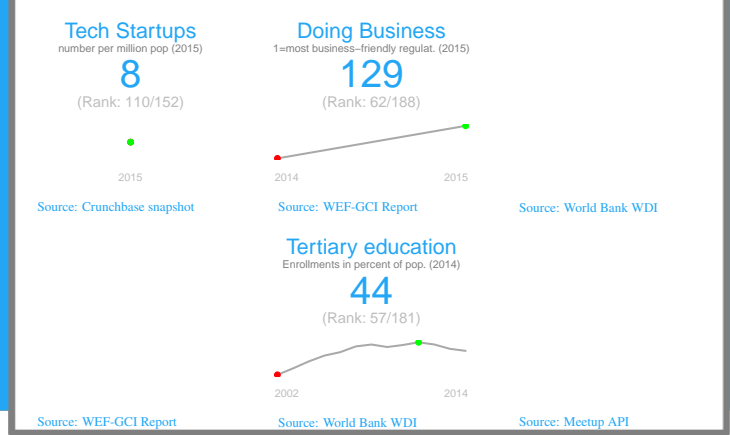 Tech Startups
number per million pop (2015)
8
(Rank: 110/152)
2015
Source: Crunchbase snapshot
Doing Business
1=most business−friendly regulat. (2015)
129
(Rank: 62/188)
2014 2015
Source: WEF-GCI Report
Source: World Bank WDI
Tertiary education
Enrollments in percent of pop. (2014)
44
(Rank: 57/181)
2002 2014
Source: WEF-GCI Report
Source: World Bank WDI
Source: Meetup API